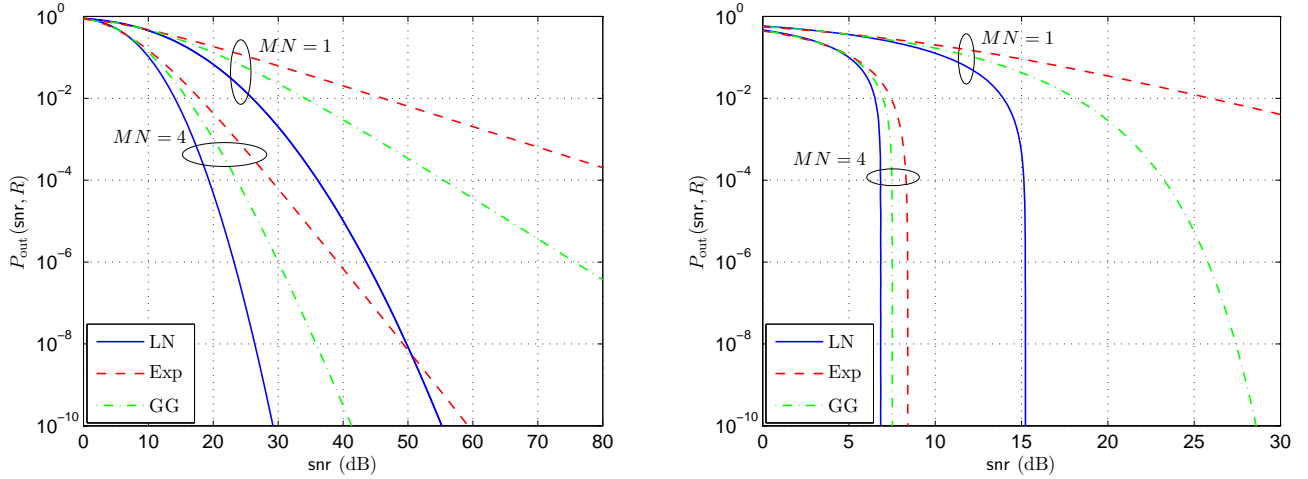 10^0
10^−2
10^−4
10^−6
10^−8
10^−10
P_out(snr, R)
MN = 1
MN = 4
LN
Exp
GG
0 10 20 30 40 50 60 70 80
snr (dB)
10^0
10^−2
10^−4
10^−6
10^−8
10^−10
P_out(snr, R)
MN = 1
MN = 4
LN
Exp
GG
0 5 10 15 20 25 30
snr (dB)